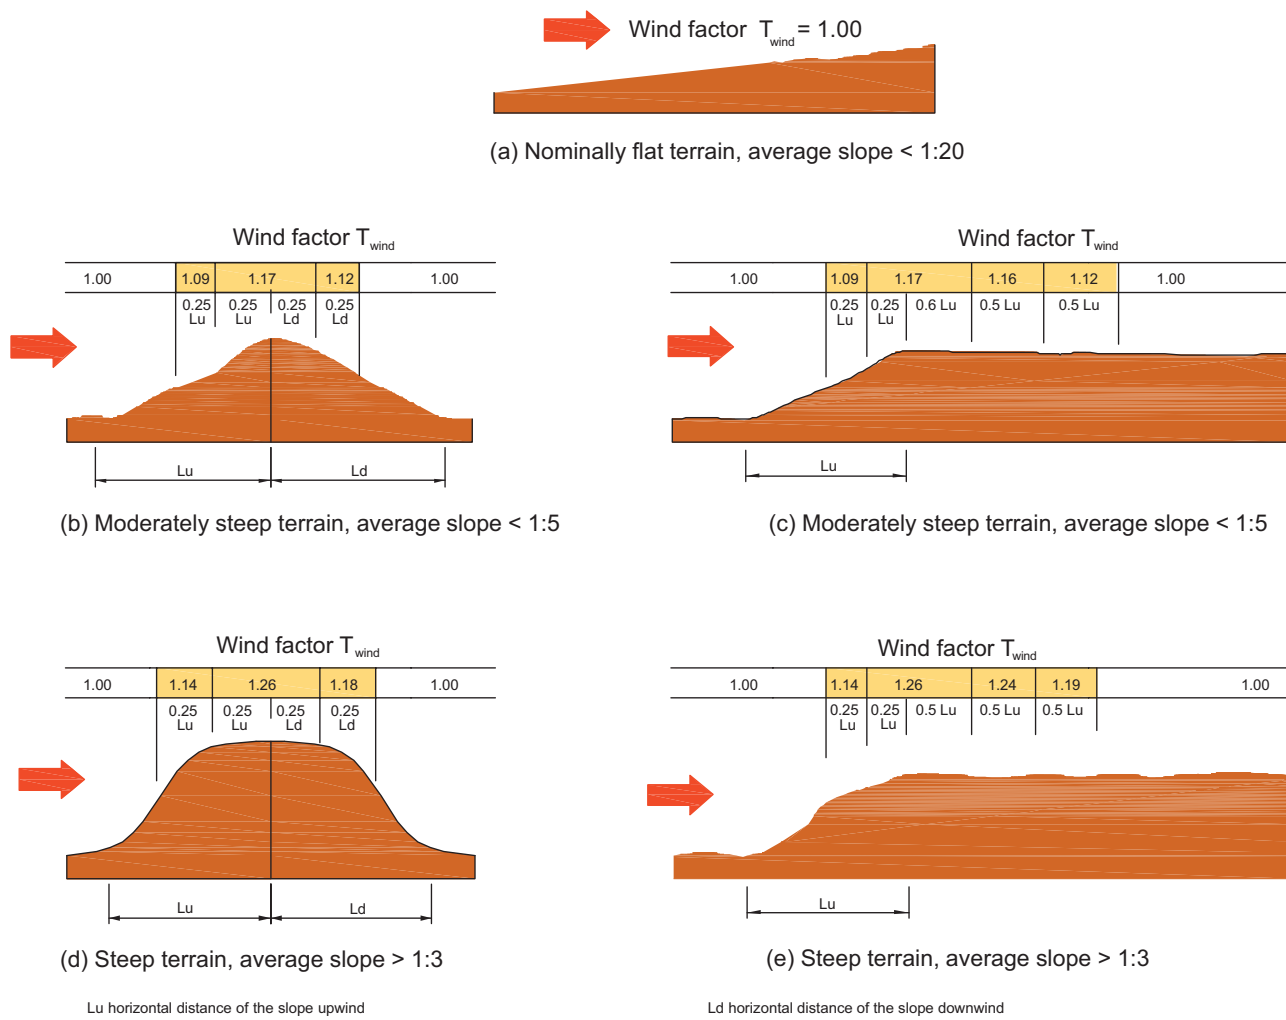 Wind factor T wind = 1.00
(a) Nominally flat terrain, average slope < 1:20
Wind factor T wind
1.00 1.09 1.17 1.12 1.00
0.25 Lu 0.25 Lu 0.25 Ld 0.25 Ld
Lu Ld
(b) Moderately steep terrain, average slope < 1:5
Wind factor T wind
1.00 1.09 1.17 1.16 1.12 1.00
0.25 Lu 0.25 Lu 0.6 Lu 0.5 Lu 0.5 Lu
Lu
(c) Moderately steep terrain, average slope < 1:5
Wind factor T wind
1.00 1.14 1.26 1.18 1.00
0.25 Lu 0.25 Lu 0.25 Ld 0.25 Ld
Lu Ld
(d) Steep terrain, average slope > 1:3
Wind factor T wind
1.00 1.14 1.26 1.24 1.19 1.00
0.25 Lu 0.25 Lu 0.5 Lu 0.5 Lu 0.5 Lu
Lu
(e) Steep terrain, average slope > 1:3
Lu horizontal distance of the slope upwind
Ld horizontal distance of the slope downwind